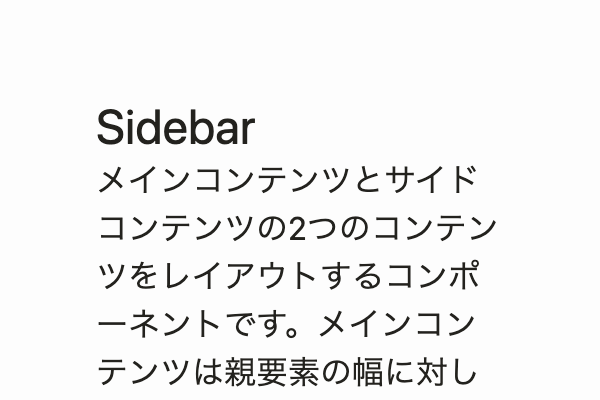 Sidebar
メインコンテンツとサイド
コンテンツの2つのコンテン
ツをレイアウトするコンポ
ーネントです。メインコン
テンツは親要素の幅に対し